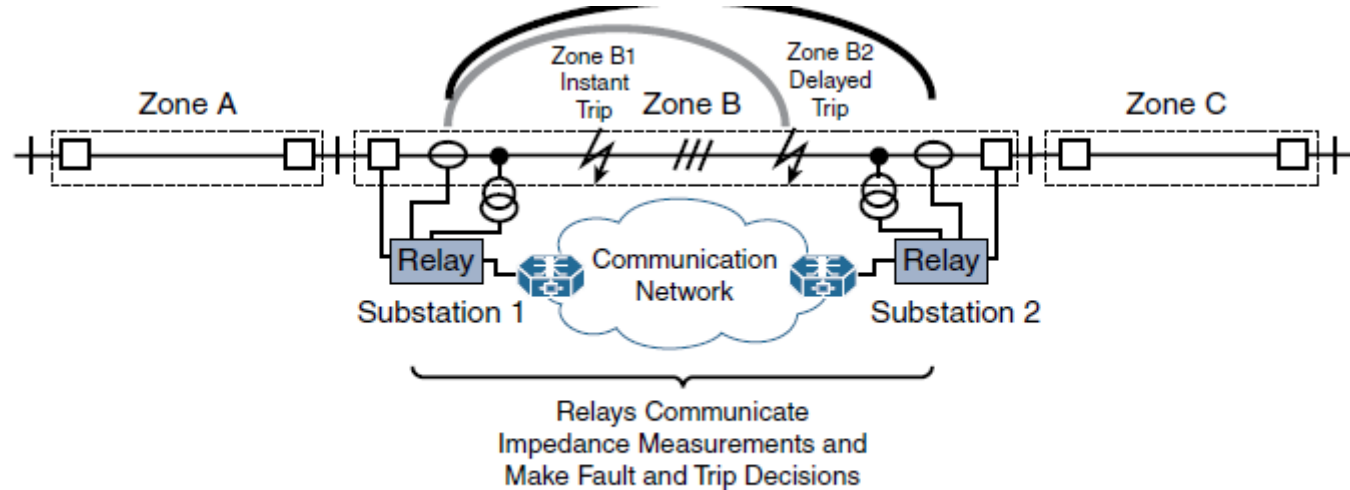 Zone A
Zone B1
Instant
Trip
Zone B
Zone B2
Delayed
Trip
Zone C
Relay
Substation 1
Communication
Network
Relay
Substation 2
Relays Communicate
Impedance Measurements and
Make Fault and Trip Decisions